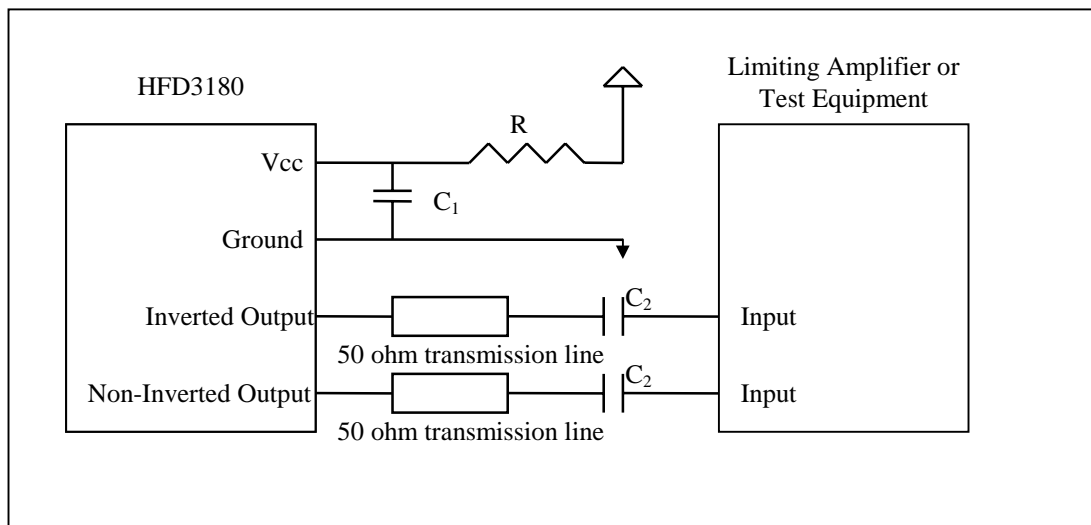 HFD3180
Limiting Amplifier or
Test Equipment
R
Vcc
C₁
Ground
C₂
Inverted Output
Input
50 ohm transmission line
C₂
Non-Inverted Output
Input
50 ohm transmission line